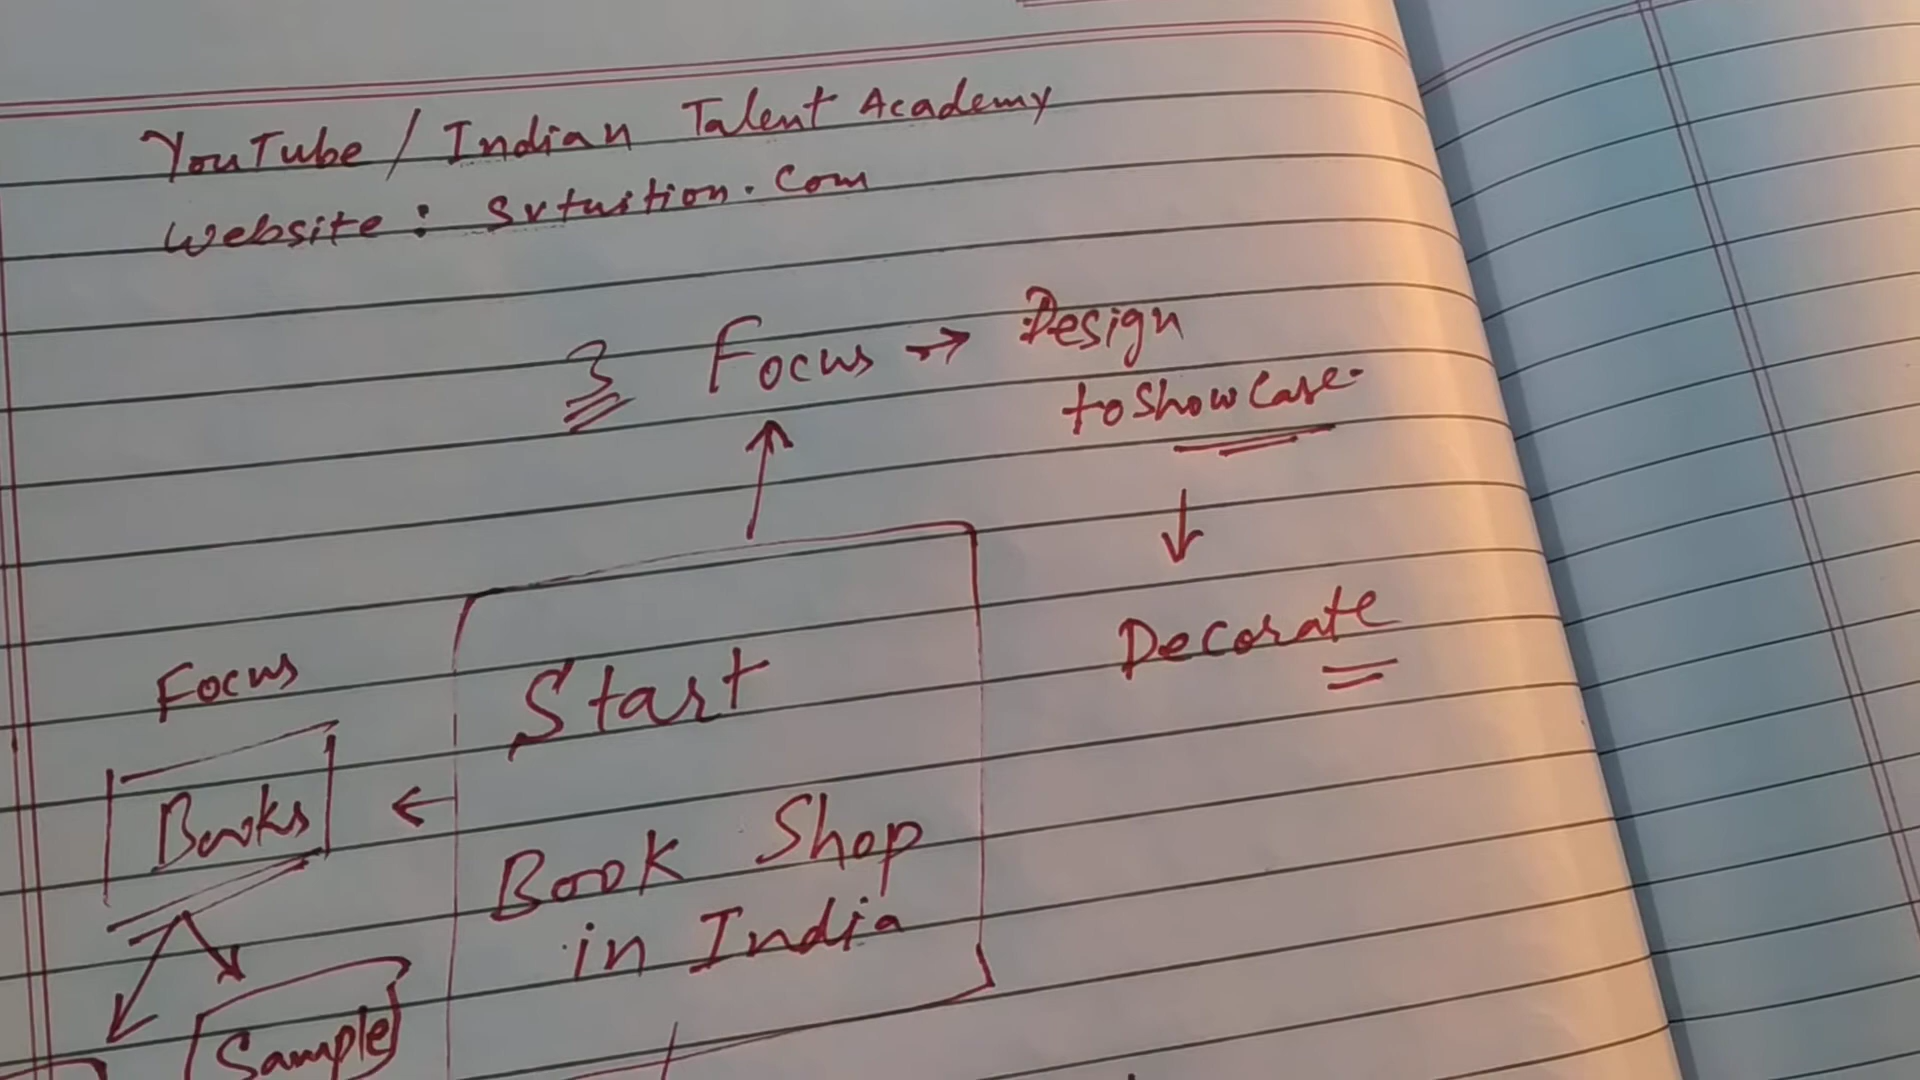 YouTube / Indian Talent Academy
Website : svtuition.com
3 Focus → Design
to Showcase.
↓
Decorate
Focus
Books ←
Start
Book Shop
in India
Sample